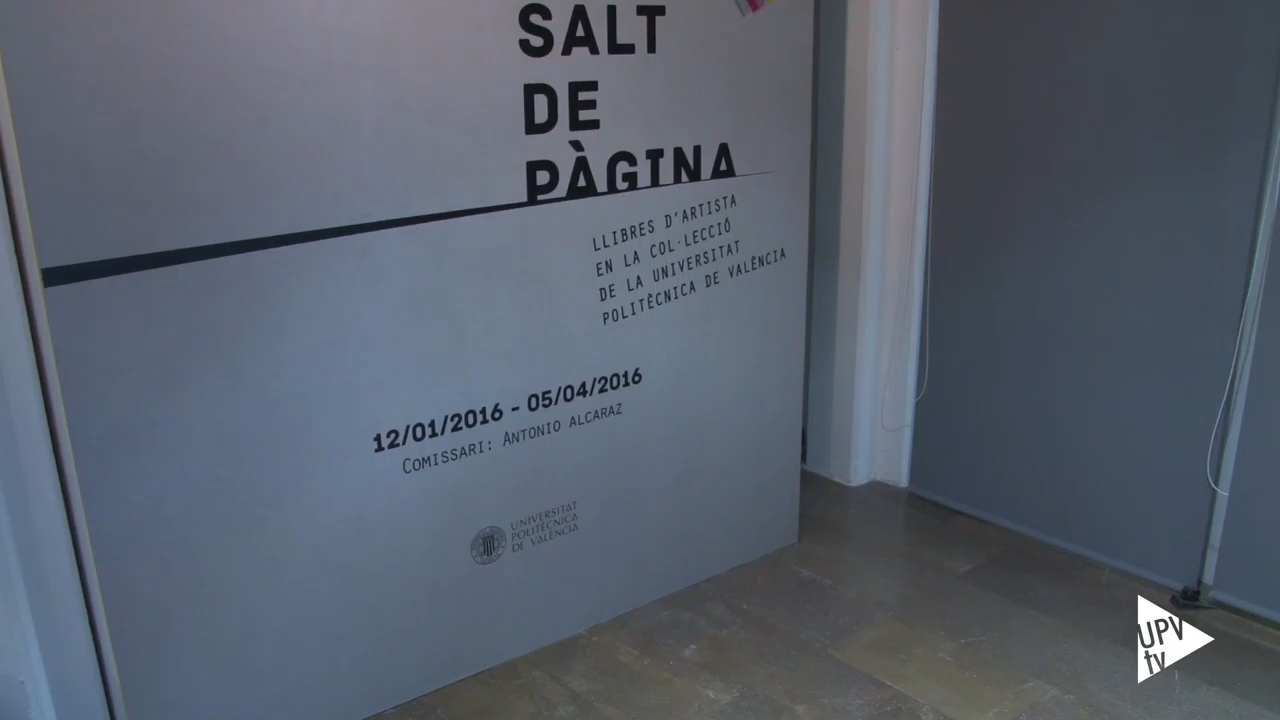 SALT
DE
PÀGINA
LLIBRES D'ARTISTA
EN LA COL·LECCIÓ
DE LA UNIVERSITAT
POLITÈCNICA DE VALÈNCIA
12/01/2016 - 05/04/2016
COMISSARI: ANTONIO ALCARAZ
UNIVERSITAT
POLITÈCNICA
DE VALÈNCIA
UPV
tv